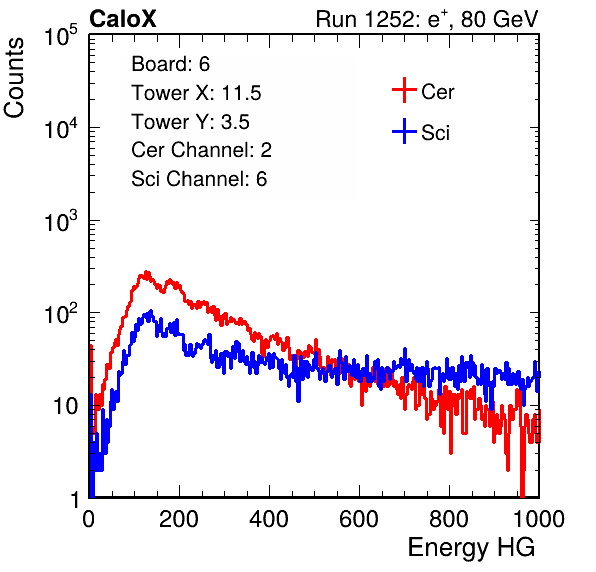 CaloX Run 1252: e⁺, 80 GeV
Counts
10⁵
10⁴
10³
10²
10
1
Board: 6
Tower X: 11.5
Tower Y: 3.5
Cer Channel: 2
Sci Channel: 6
Cer
Sci
0 200 400 600 800 1000
Energy HG